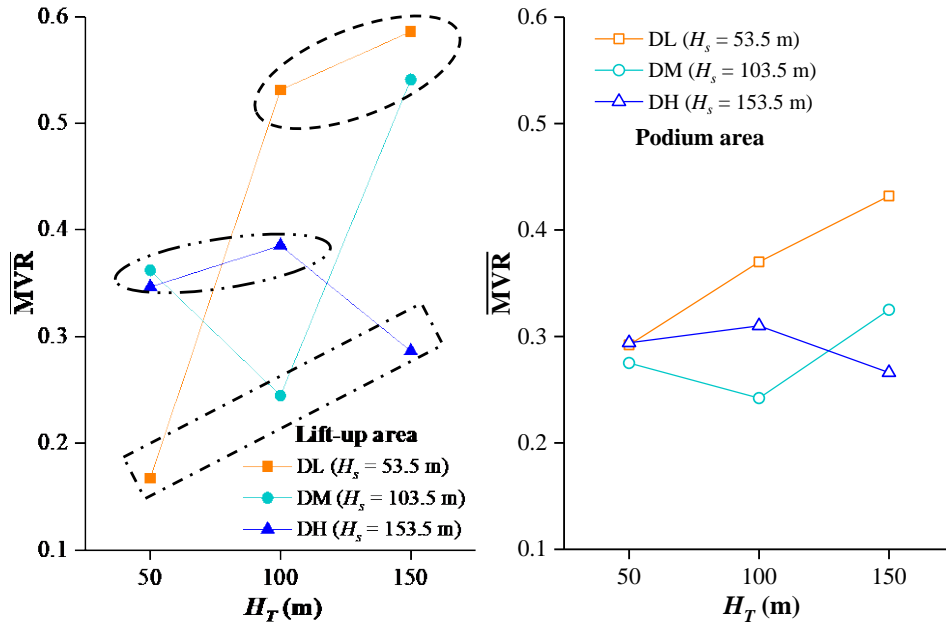 0.6
0.5
0.4
0.3
0.2
0.1
MVR
50
100
150
H_T (m)
Lift-up area
DL (H_s = 53.5 m)
DM (H_s = 103.5 m)
DH (H_s = 153.5 m)
0.6
0.5
0.4
0.3
0.2
0.1
MVR
50
100
150
H_T (m)
DL (H_s = 53.5 m)
DM (H_s = 103.5 m)
DH (H_s = 153.5 m)
Podium area